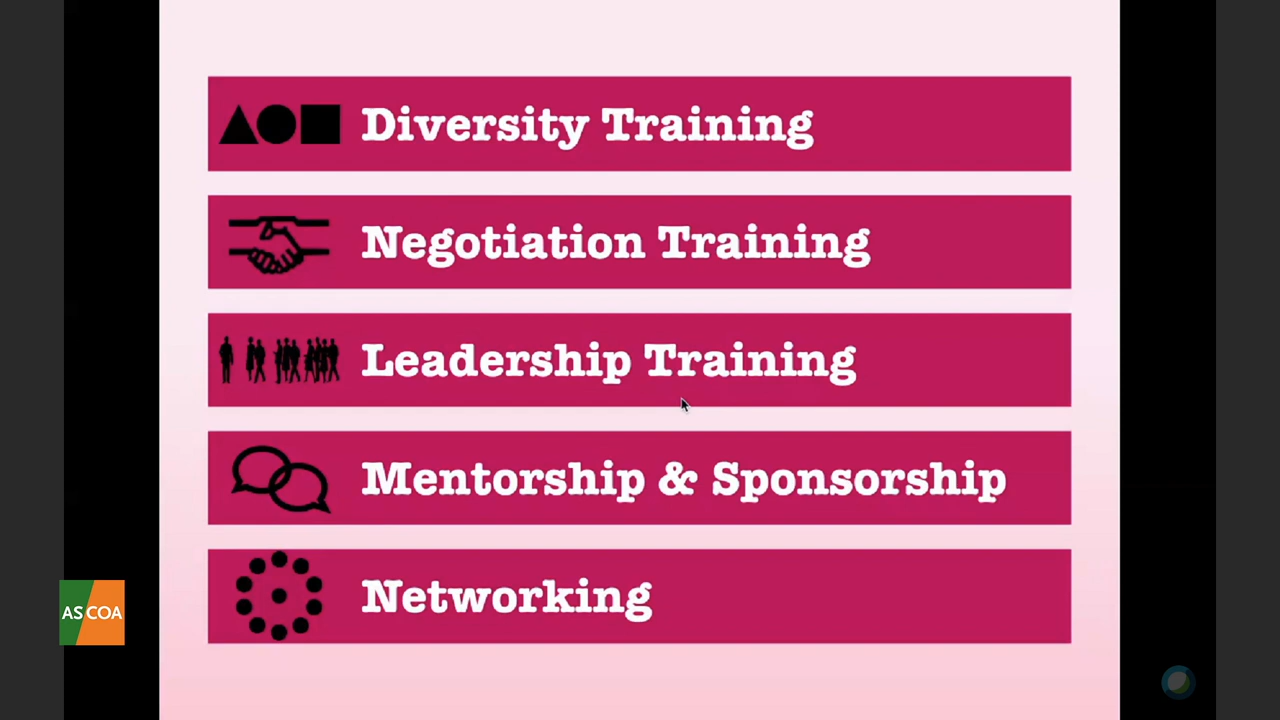 Diversity Training
Negotiation Training
Leadership Training
Mentorship & Sponsorship
Networking
AS COA